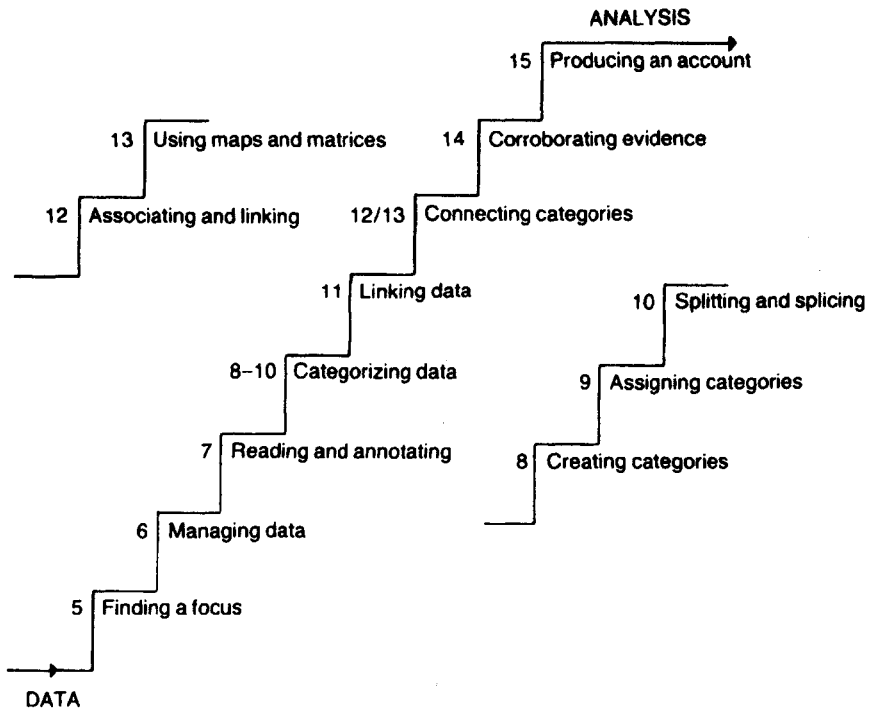 ANALYSIS
15 Producing an account
13 Using maps and matrices
14 Corroborating evidence
12 Associating and linking
12/13 Connecting categories
11 Linking data
10 Splitting and splicing
8–10 Categorizing data
9 Assigning categories
7 Reading and annotating
8 Creating categories
6 Managing data
5 Finding a focus
DATA